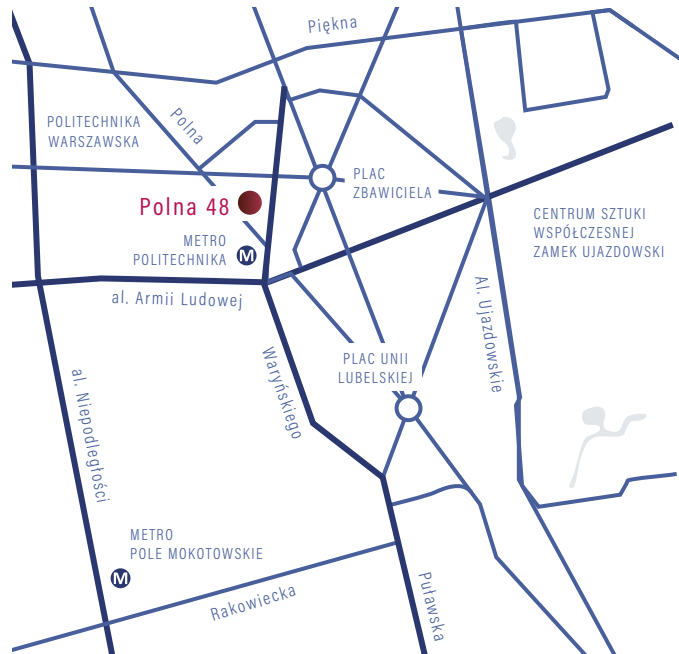 Piękna
POLITECHNIKA
WARSZAWSKA
Polna
PLAC
ZBAWICIELA
Polna 48
CENTRUM SZTUKI
WSPÓŁCZESNEJ
ZAMEK UJAZDOWSKI
METRO
POLITECHNIKA
M
al. Armii Ludowej
Al. Ujazdowskie
Waryńskiego
PLAC UNII
LUBELSKIEJ
al. Niepodległości
METRO
POLE MOKOTOWSKIE
M
Rakowiecka
Puławska